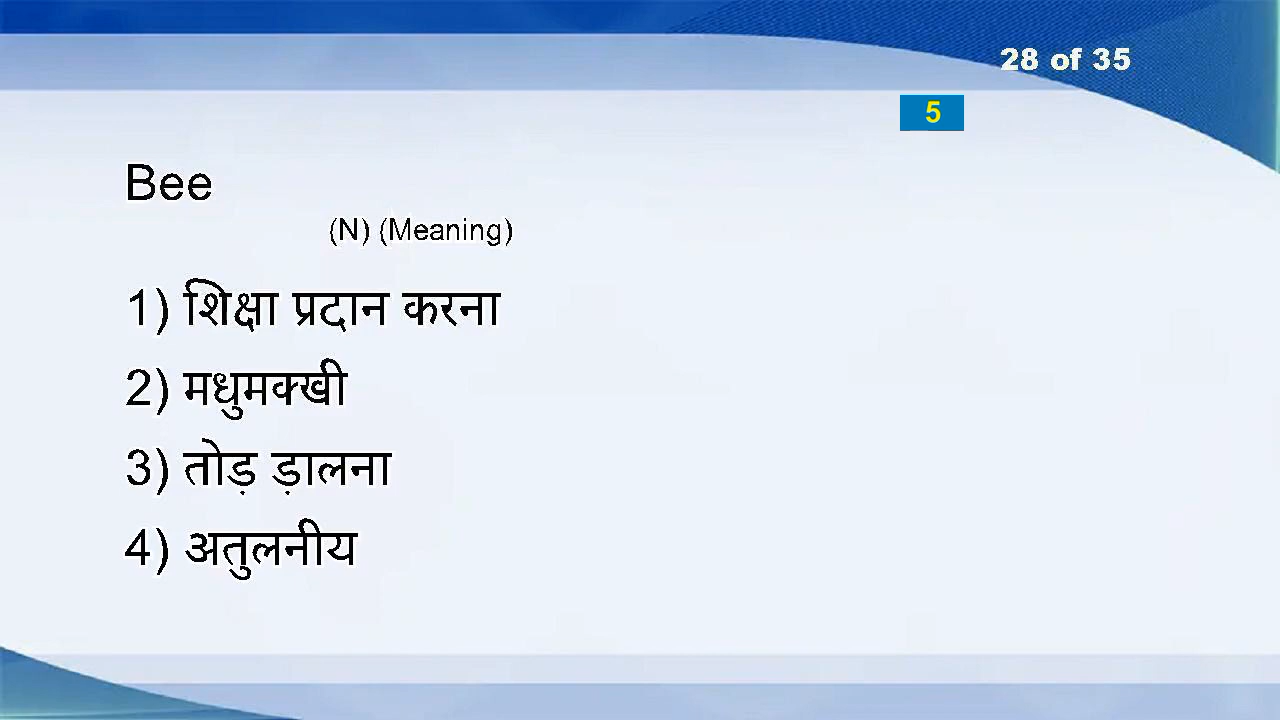 28 of 35
5
Bee
(N) (Meaning)
1) शिक्षा प्रदान करना
2) मधुमक्खी
3) तोड़ ड़ालना
4) अतुलनीय